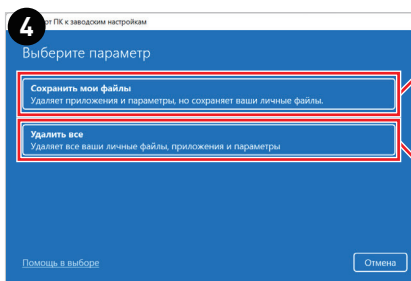 4
ПК к заводским настройкам
Выберите параметр
Сохранить мои файлы
Удаляет приложения и параметры, но сохраняет ваши личные файлы.
Удалить все
Удаляет все ваши личные файлы, приложения и параметры
Помощь в выборе
Отмена